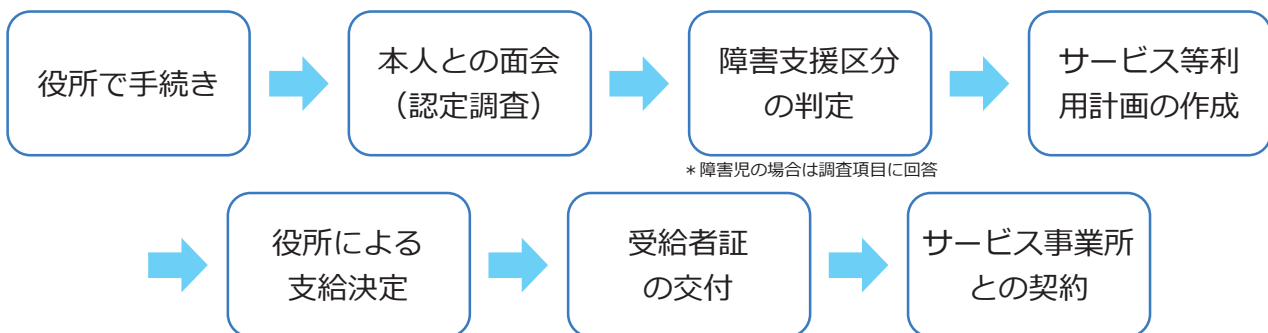 役所で手続き
本人との面会
（認定調査）
障害支援区分
の判定
＊障害児の場合は調査項目に回答
サービス等利
用計画の作成
役所による
支給決定
受給者証
の交付
サービス事業所
との契約